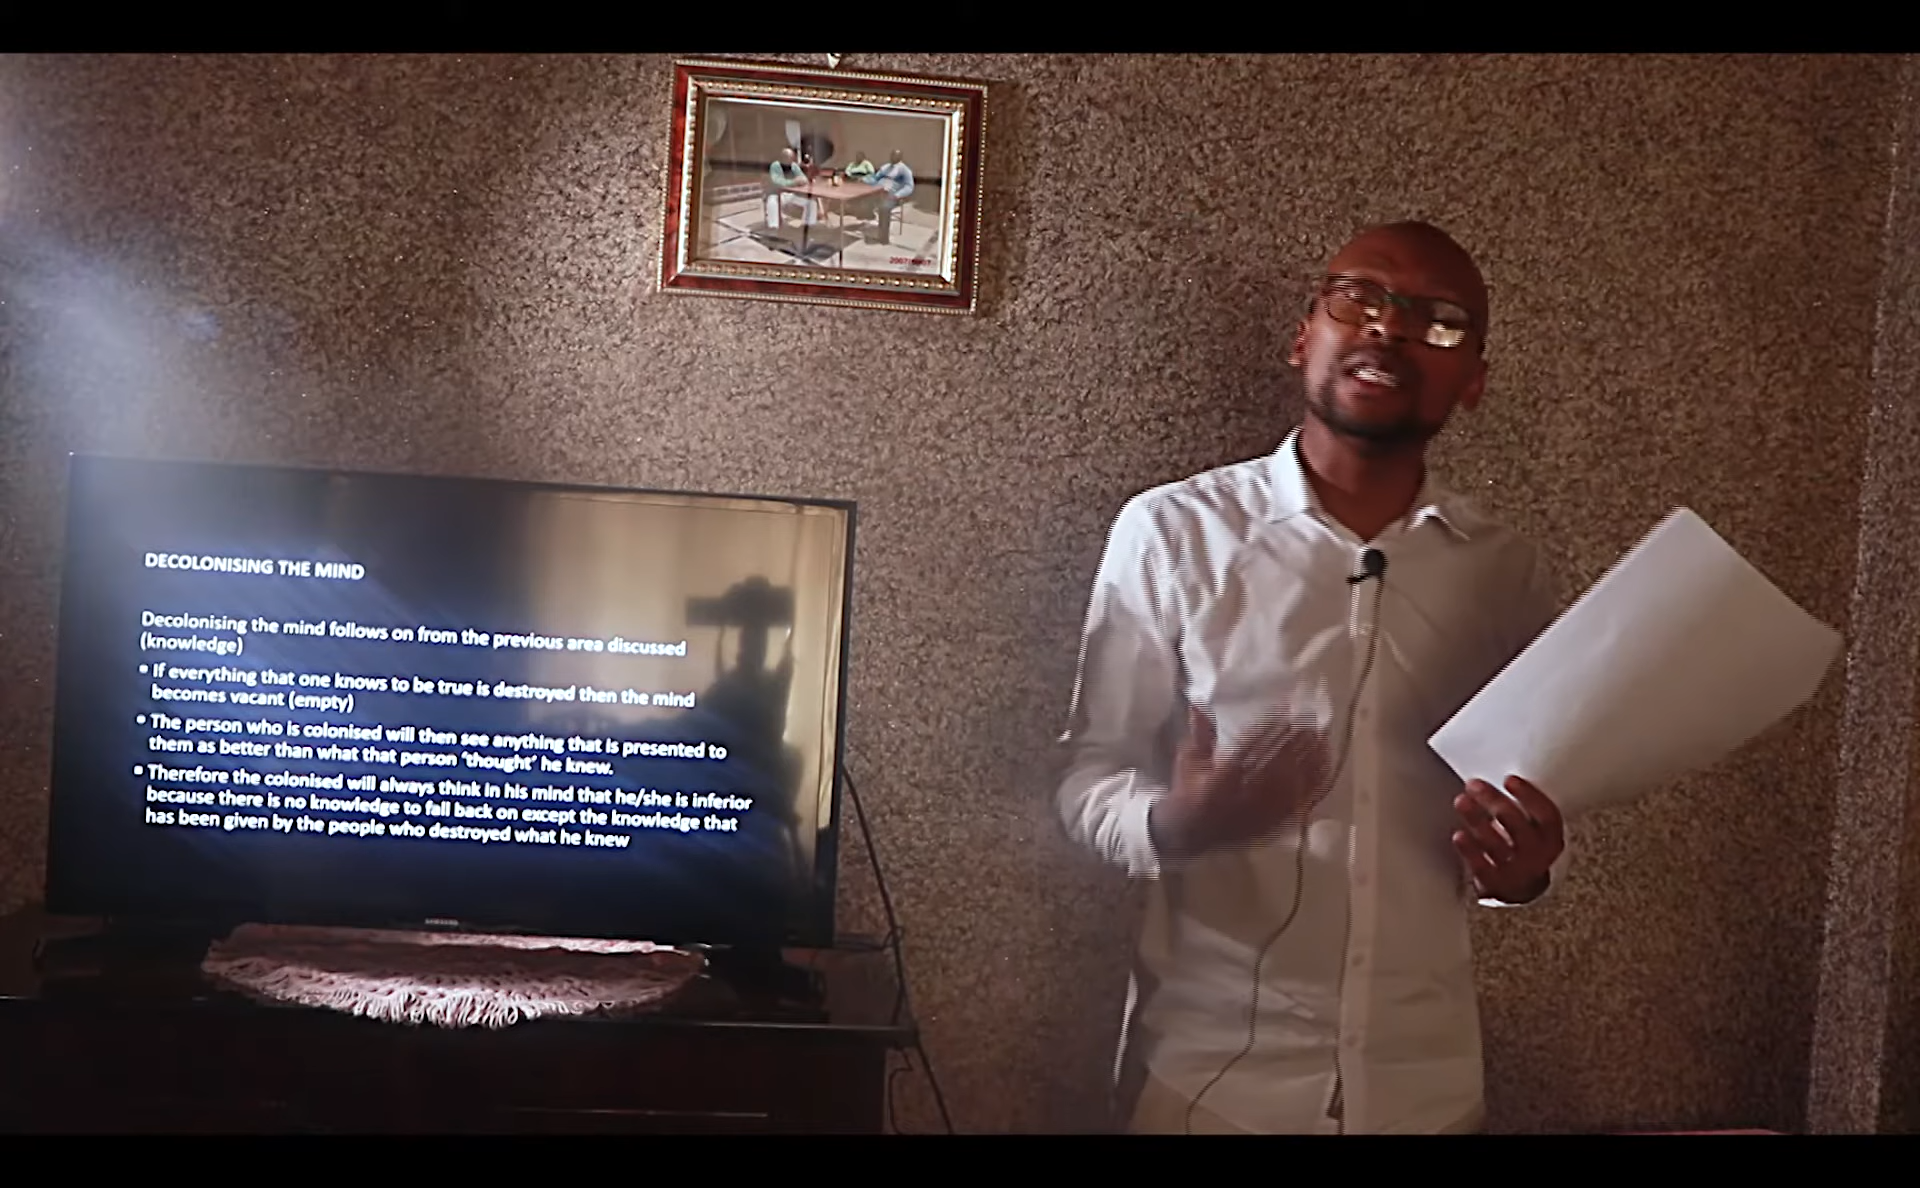 DECOLONISING THE MIND
Decolonising the mind follows on from the previous area discussed
(knowledge)
• If everything that one knows to be true is destroyed then the mind
becomes vacant (empty)
• The person who is colonised will then see anything that is presented to
them as better than what that person ‘thought’ he knew.
• Therefore the colonised will always think in his mind that he/she is inferior
because there is no knowledge to fall back on except the knowledge that
has been given by the people who destroyed what he knew
SAMSUNG